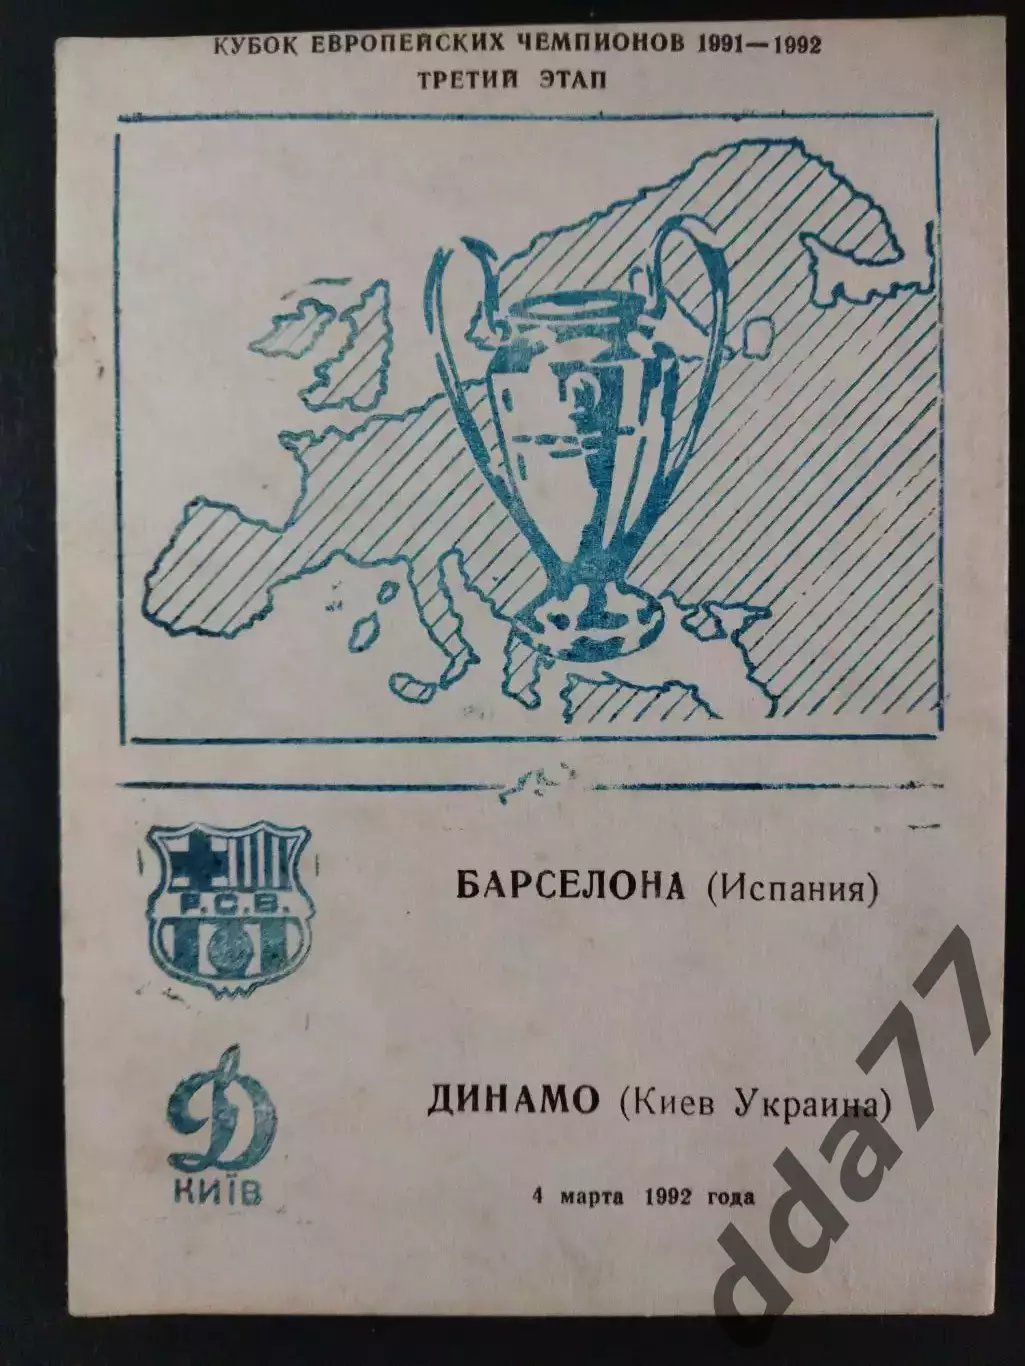 КУБОК ЕВРОПЕЙСКИХ ЧЕМПИОНОВ 1991—1992
ТРЕТИЙ ЭТАП
F.C.B.
БАРСЕЛОНА (Испания)
КИЇВ
ДИНАМО (Киев Украина)
4 марта 1992 года
dda77